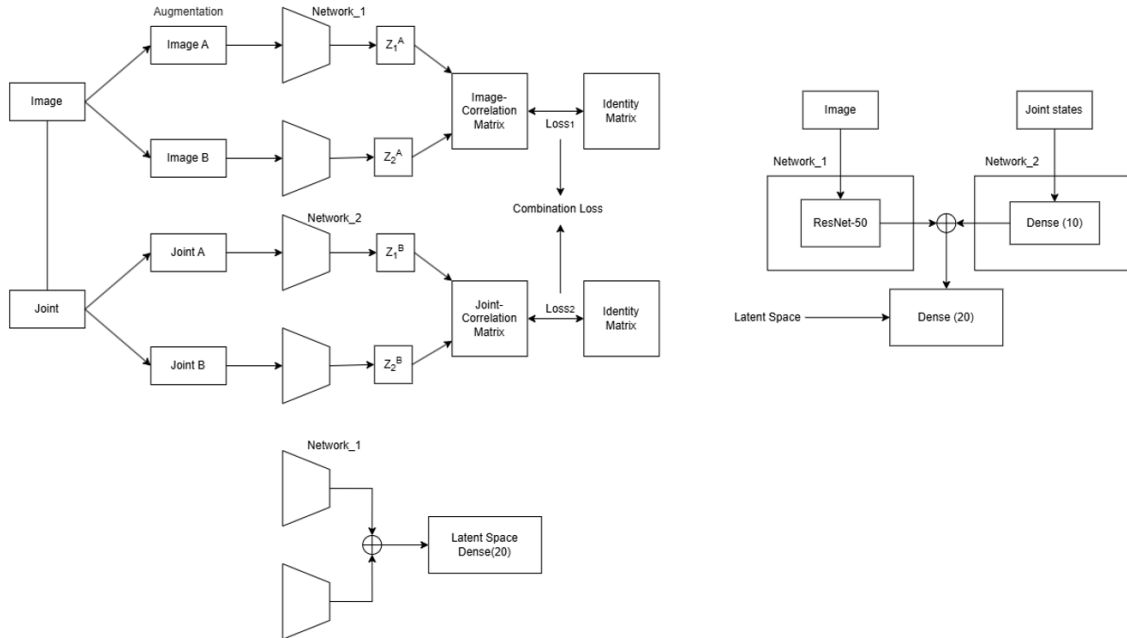 Augmentation
Network_1
Image A
Z₁ᴬ
Image
Image-
Correlation
Matrix
Identity
Matrix
Loss₁
Image B
Z₂ᴬ
Combination Loss
Network_2
Joint A
Z₁ᴮ
Joint
Joint-
Correlation
Matrix
Identity
Matrix
Loss₂
Joint B
Z₂ᴮ
Image
Joint states
Network_1
Network_2
ResNet-50
Dense (10)
Latent Space
Dense (20)
Network_1
Latent Space
Dense(20)